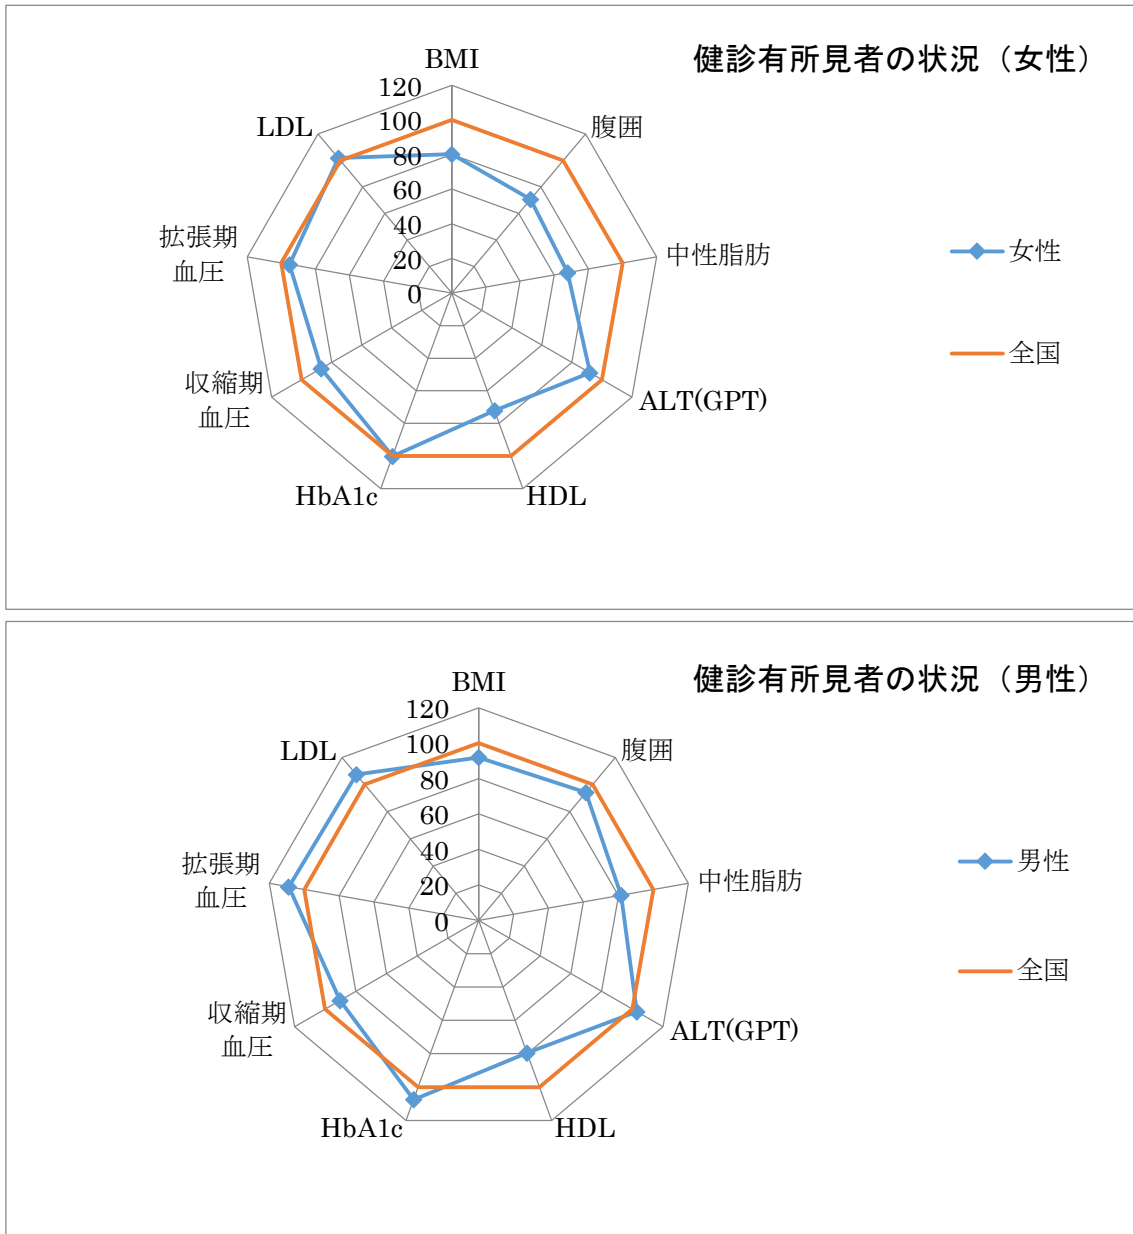 健診有所見者の状況（女性）
BMI
120
100
80
60
40
20
0
腹囲
中性脂肪
ALT(GPT)
HDL
HbA1c
収縮期
血圧
拡張期
血圧
LDL
女性
全国
健診有所見者の状況（男性）
BMI
120
100
80
60
40
20
0
腹囲
中性脂肪
ALT(GPT)
HDL
HbA1c
収縮期
血圧
拡張期
血圧
LDL
男性
全国